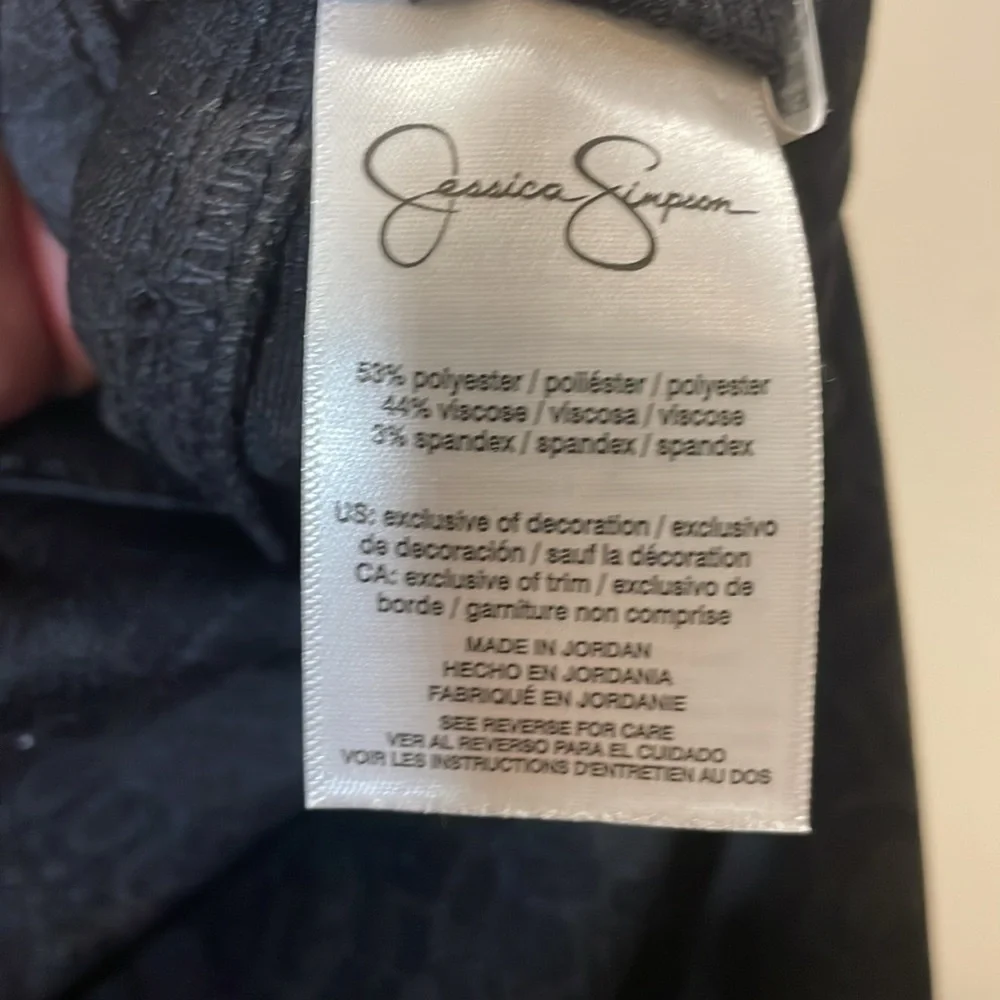 Jessica Simpson
53% polyester / poliéster / polyester
44% viscose / viscosa / viscose
3% spandex / spandex / spandex
US: exclusive of decoration / exclusivo
de decoración / sauf la décoration
CA: exclusive of trim / exclusivo de
borde / garniture non comprise
MADE IN JORDAN
HECHO EN JORDANIA
FABRIQUÉ EN JORDANIE
SEE REVERSE FOR CARE
VER AL REVERSO PARA EL CUIDADO
VOIR LES INSTRUCTIONS D'ENTRETIEN AU DOS